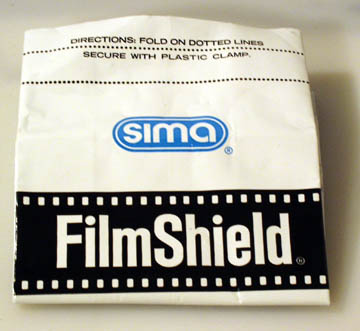 DIRECTIONS: FOLD ON DOTTED LINES
SECURE WITH PLASTIC CLAMP.
sima®
FilmShield®